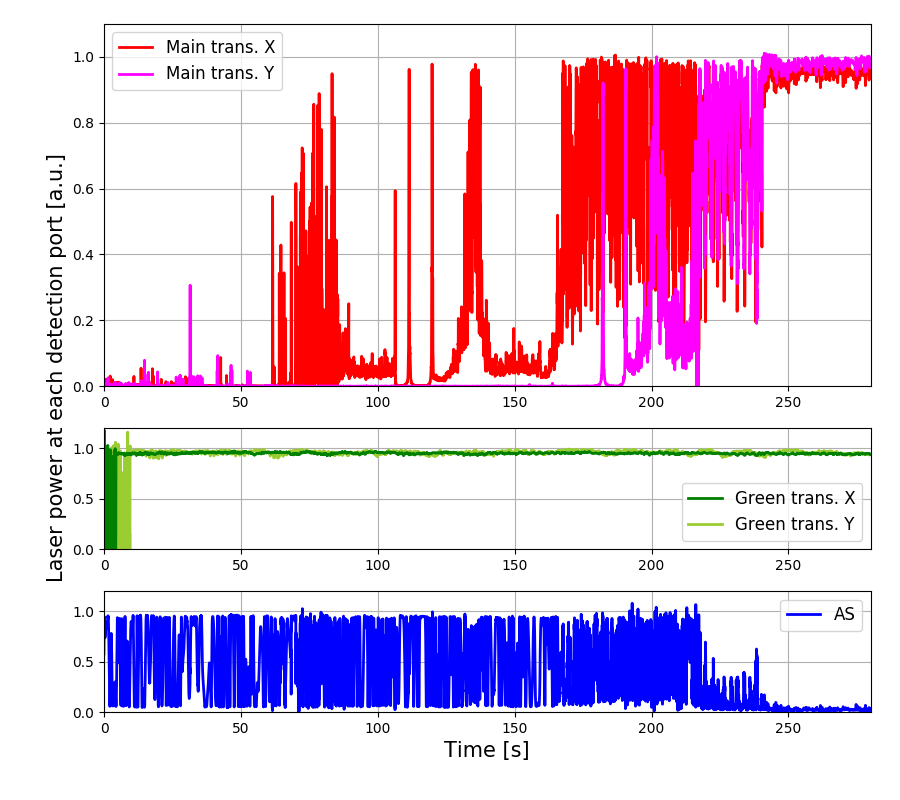 Laser power at each detection port [a.u.]
Main trans. X
Main trans. Y
1.0
0.8
0.6
0.4
0.2
0.0
0 50 100 150 200 250
1.0
0.5
0.0
Green trans. X
Green trans. Y
0 50 100 150 200 250
1.0
0.5
0.0
AS
0 50 100 150 200 250
Time [s]